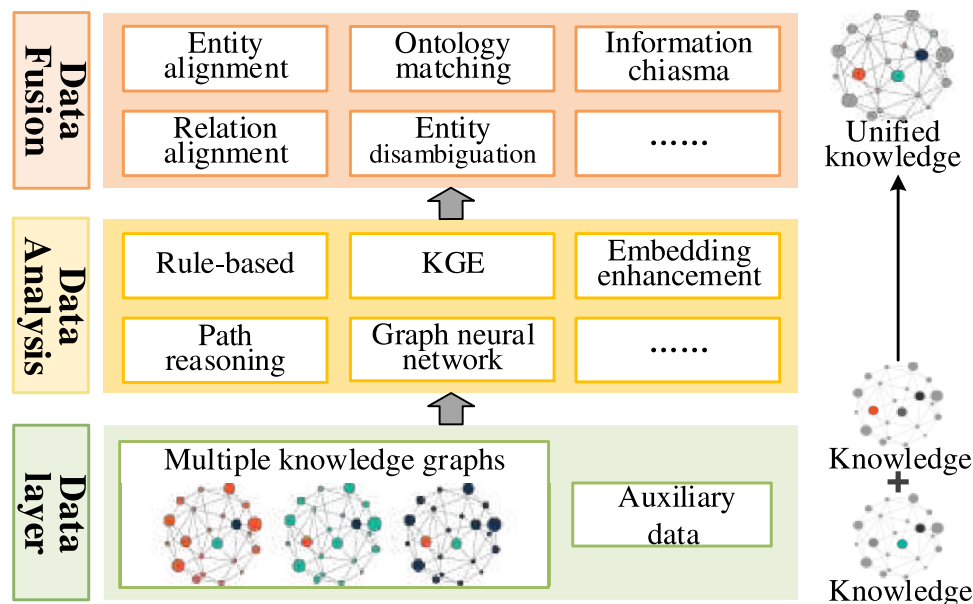 Data
Fusion
Entity
alignment
Ontology
matching
Information
chiasma
Relation
alignment
Entity
disambiguation
……
Unified
knowledge
Data
Analysis
Rule-based
KGE
Embedding
enhancement
Path
reasoning
Graph neural
network
……
Data
layer
Multiple knowledge graphs
Auxiliary
data
Knowledge
+
Knowledge